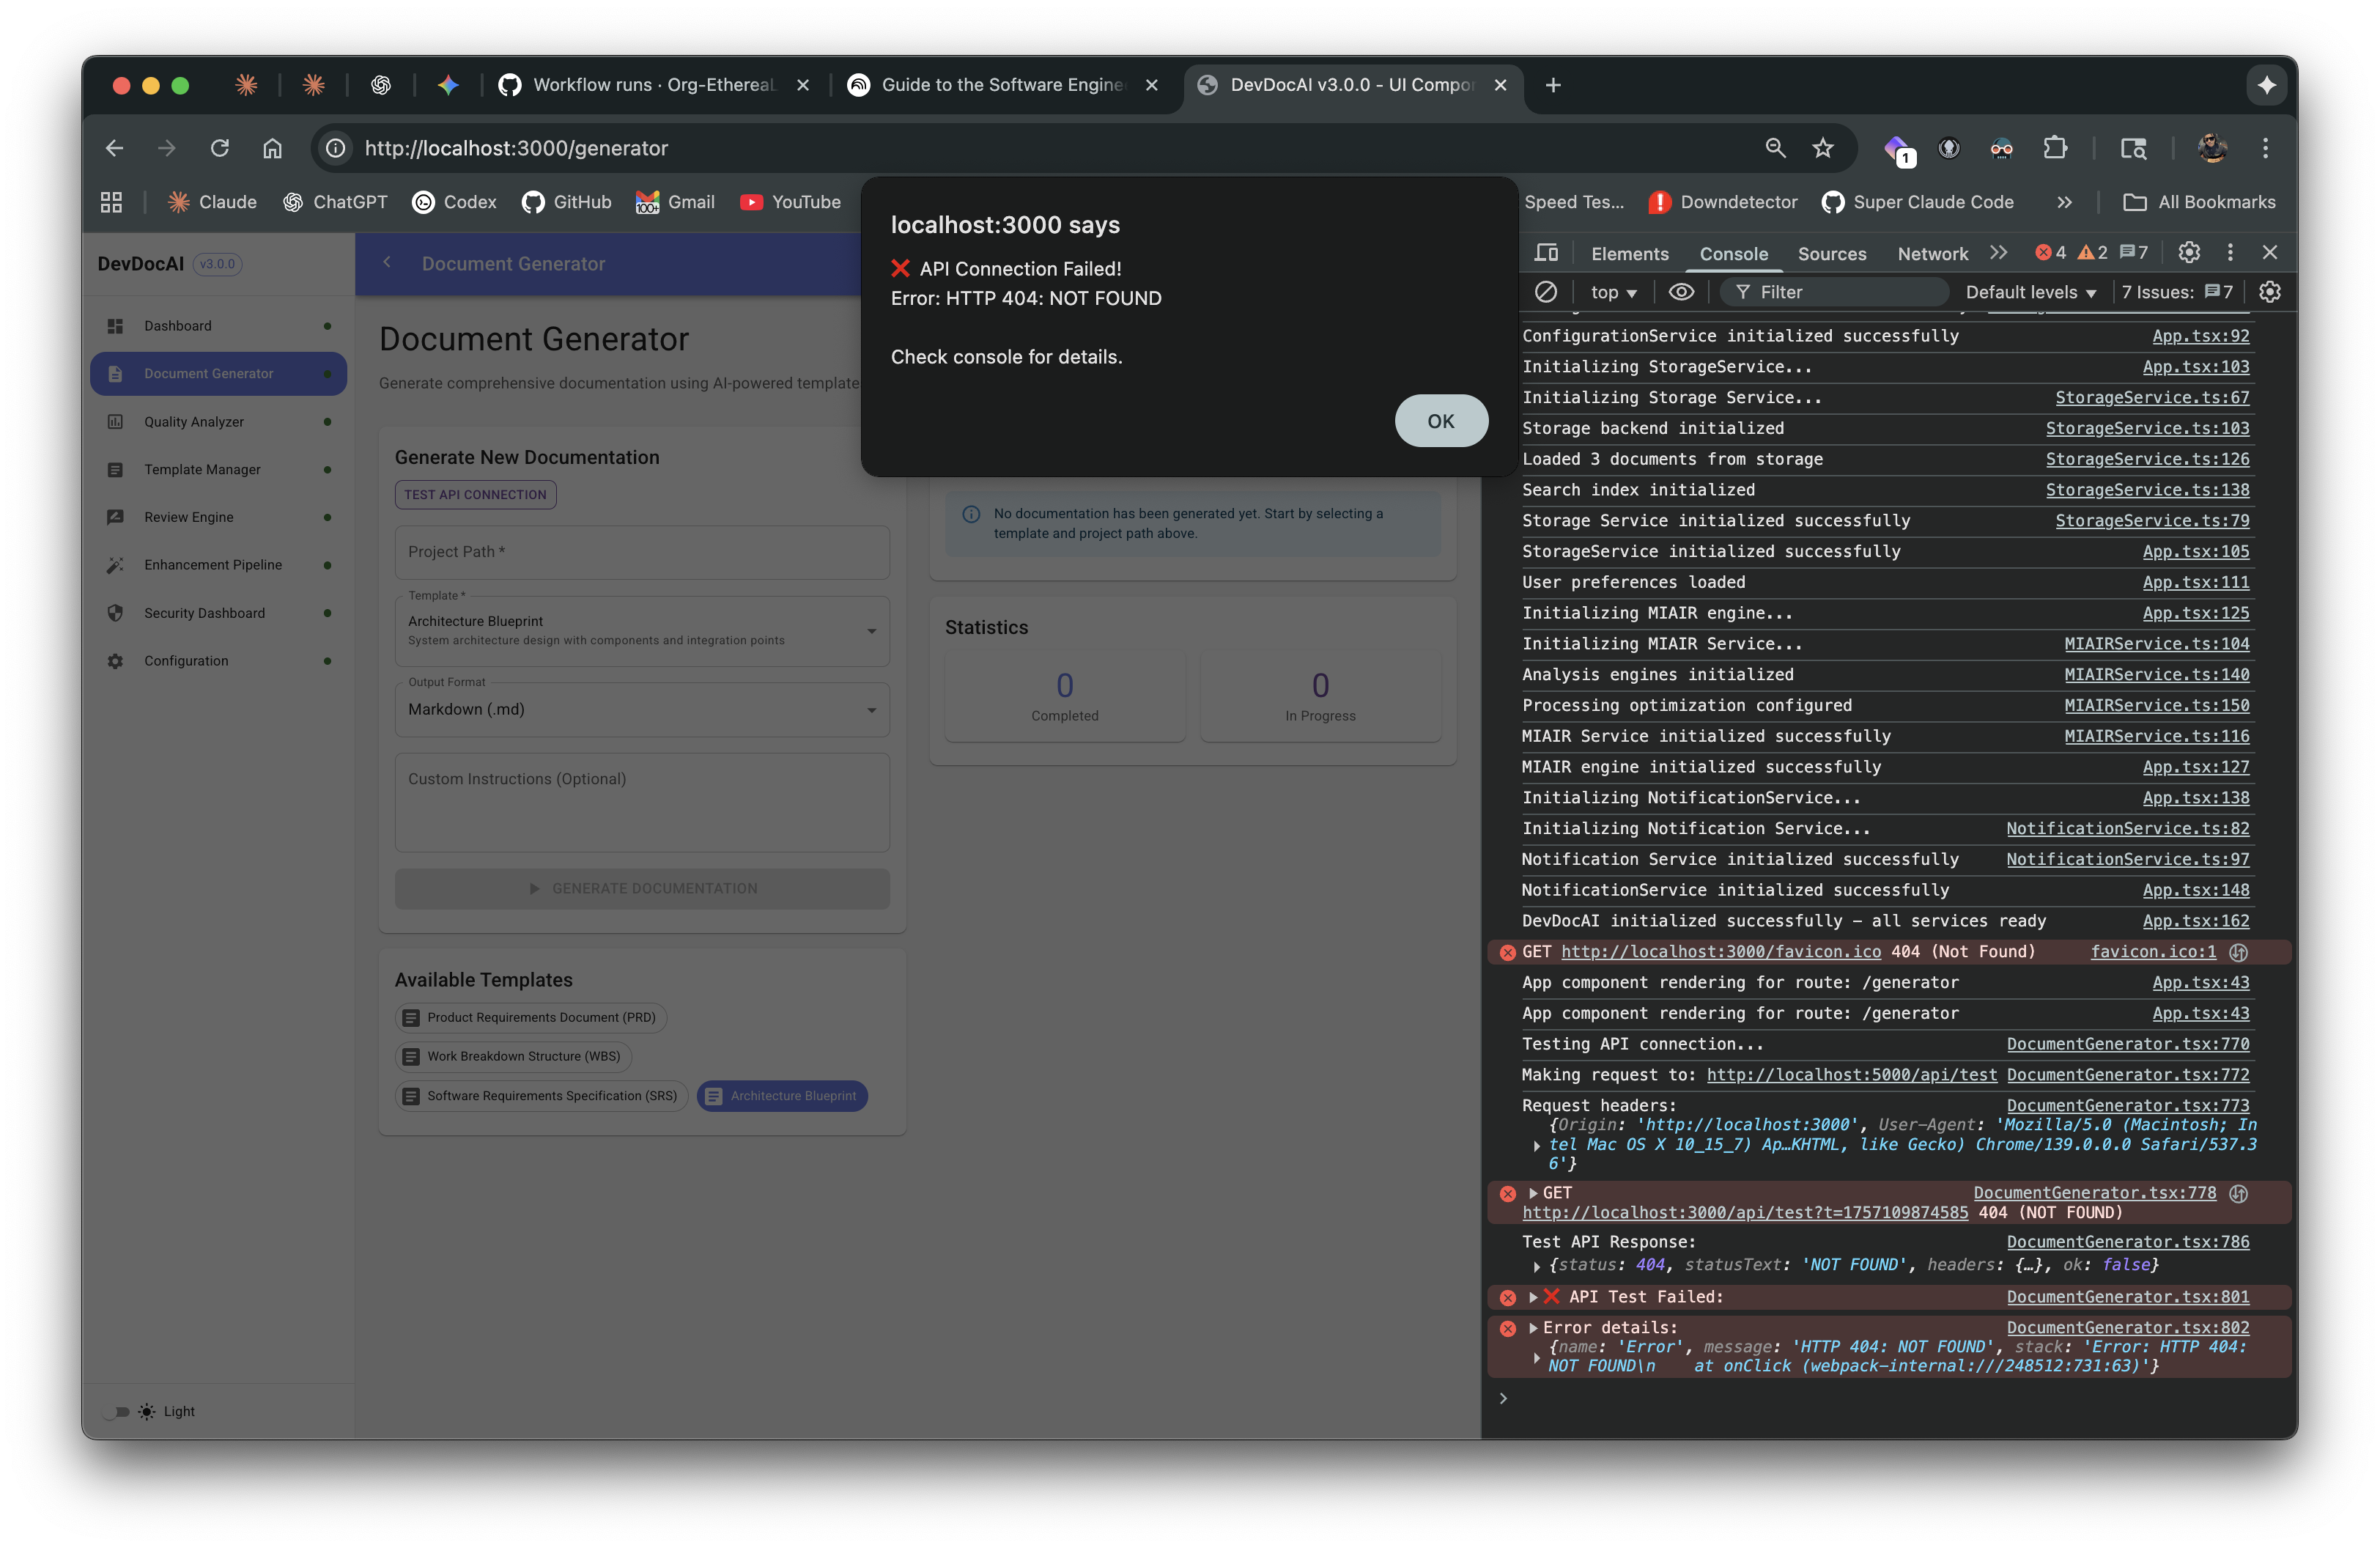 Workflow runs · Org-EthereaL
Guide to the Software Engine
DevDocAI v3.0.0 - UI Compor
http://localhost:3000/generator
1
Claude
ChatGPT
Codex
GitHub
100+
Gmail
YouTube
Speed Tes...
Downdetector
Super Claude Code
All Bookmarks
localhost:3000 says
❌ API Connection Failed!
Error: HTTP 404: NOT FOUND
Check console for details.
OK
DevDocAI v3.0.0
Dashboard
Document Generator
Quality Analyzer
Template Manager
Review Engine
Enhancement Pipeline
Security Dashboard
Configuration
Light
Document Generator
Document Generator
Generate comprehensive documentation using AI-powered template
Generate New Documentation
TEST API CONNECTION
Project Path *
Template *
Architecture Blueprint
System architecture design with components and integration points
Output Format
Markdown (.md)
Custom Instructions (Optional)
GENERATE DOCUMENTATION
Available Templates
Product Requirements Document (PRD)
Work Breakdown Structure (WBS)
Software Requirements Specification (SRS)
Architecture Blueprint
No documentation has been generated yet. Start by selecting a
template and project path above.
Statistics
0
Completed
0
In Progress
Elements Console Sources Network 4 2 7
top Filter Default levels 7 Issues: 7
ConfigurationService initialized successfully App.tsx:92
Initializing StorageService... App.tsx:103
Initializing Storage Service... StorageService.ts:67
Storage backend initialized StorageService.ts:103
Loaded 3 documents from storage StorageService.ts:126
Search index initialized StorageService.ts:138
Storage Service initialized successfully StorageService.ts:79
StorageService initialized successfully App.tsx:105
User preferences loaded App.tsx:111
Initializing MIAIR engine... App.tsx:125
Initializing MIAIR Service... MIAIRService.ts:104
Analysis engines initialized MIAIRService.ts:140
Processing optimization configured MIAIRService.ts:150
MIAIR Service initialized successfully MIAIRService.ts:116
MIAIR engine initialized successfully App.tsx:127
Initializing NotificationService... App.tsx:138
Initializing Notification Service... NotificationService.ts:82
Notification Service initialized successfully NotificationService.ts:97
NotificationService initialized successfully App.tsx:148
DevDocAI initialized successfully – all services ready App.tsx:162
GET http://localhost:3000/favicon.ico 404 (Not Found) favicon.ico:1
App component rendering for route: /generator App.tsx:43
App component rendering for route: /generator App.tsx:43
Testing API connection... DocumentGenerator.tsx:770
Making request to: http://localhost:5000/api/test DocumentGenerator.tsx:772
Request headers: DocumentGenerator.tsx:773
{Origin: 'http://localhost:3000', User-Agent: 'Mozilla/5.0 (Macintosh; In
tel Mac OS X 10_15_7) Ap…KHTML, like Gecko) Chrome/139.0.0.0 Safari/537.3
6'}
GET DocumentGenerator.tsx:778
http://localhost:3000/api/test?t=1757109874585 404 (NOT FOUND)
Test API Response: DocumentGenerator.tsx:786
{status: 404, statusText: 'NOT FOUND', headers: {…}, ok: false}
❌ API Test Failed: DocumentGenerator.tsx:801
Error details: DocumentGenerator.tsx:802
{name: 'Error', message: 'HTTP 404: NOT FOUND', stack: 'Error: HTTP 404:
NOT FOUND\n    at onClick (webpack-internal:///248512:731:63)'}